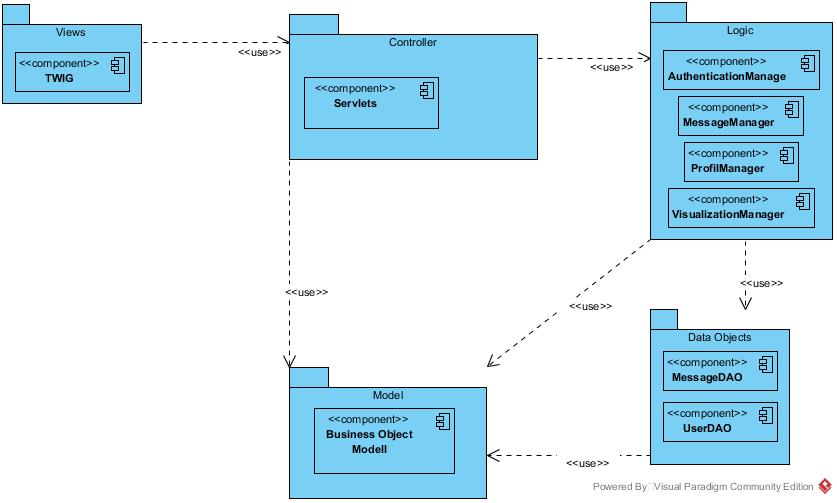 Views
<<component>>
TWIG
<<use>>
Controller
<<component>>
Servlets
<<use>>
Logic
<<component>>
AuthenticationManage
<<component>>
MessageManager
<<component>>
ProfilManager
<<component>>
VisualizationManager
<<use>>
<<use>>
<<use>>
Data Objects
<<component>>
MessageDAO
<<component>>
UserDAO
Model
<<component>>
Business Object
Modell
<<use>>
Powered By Visual Paradigm Community Edition